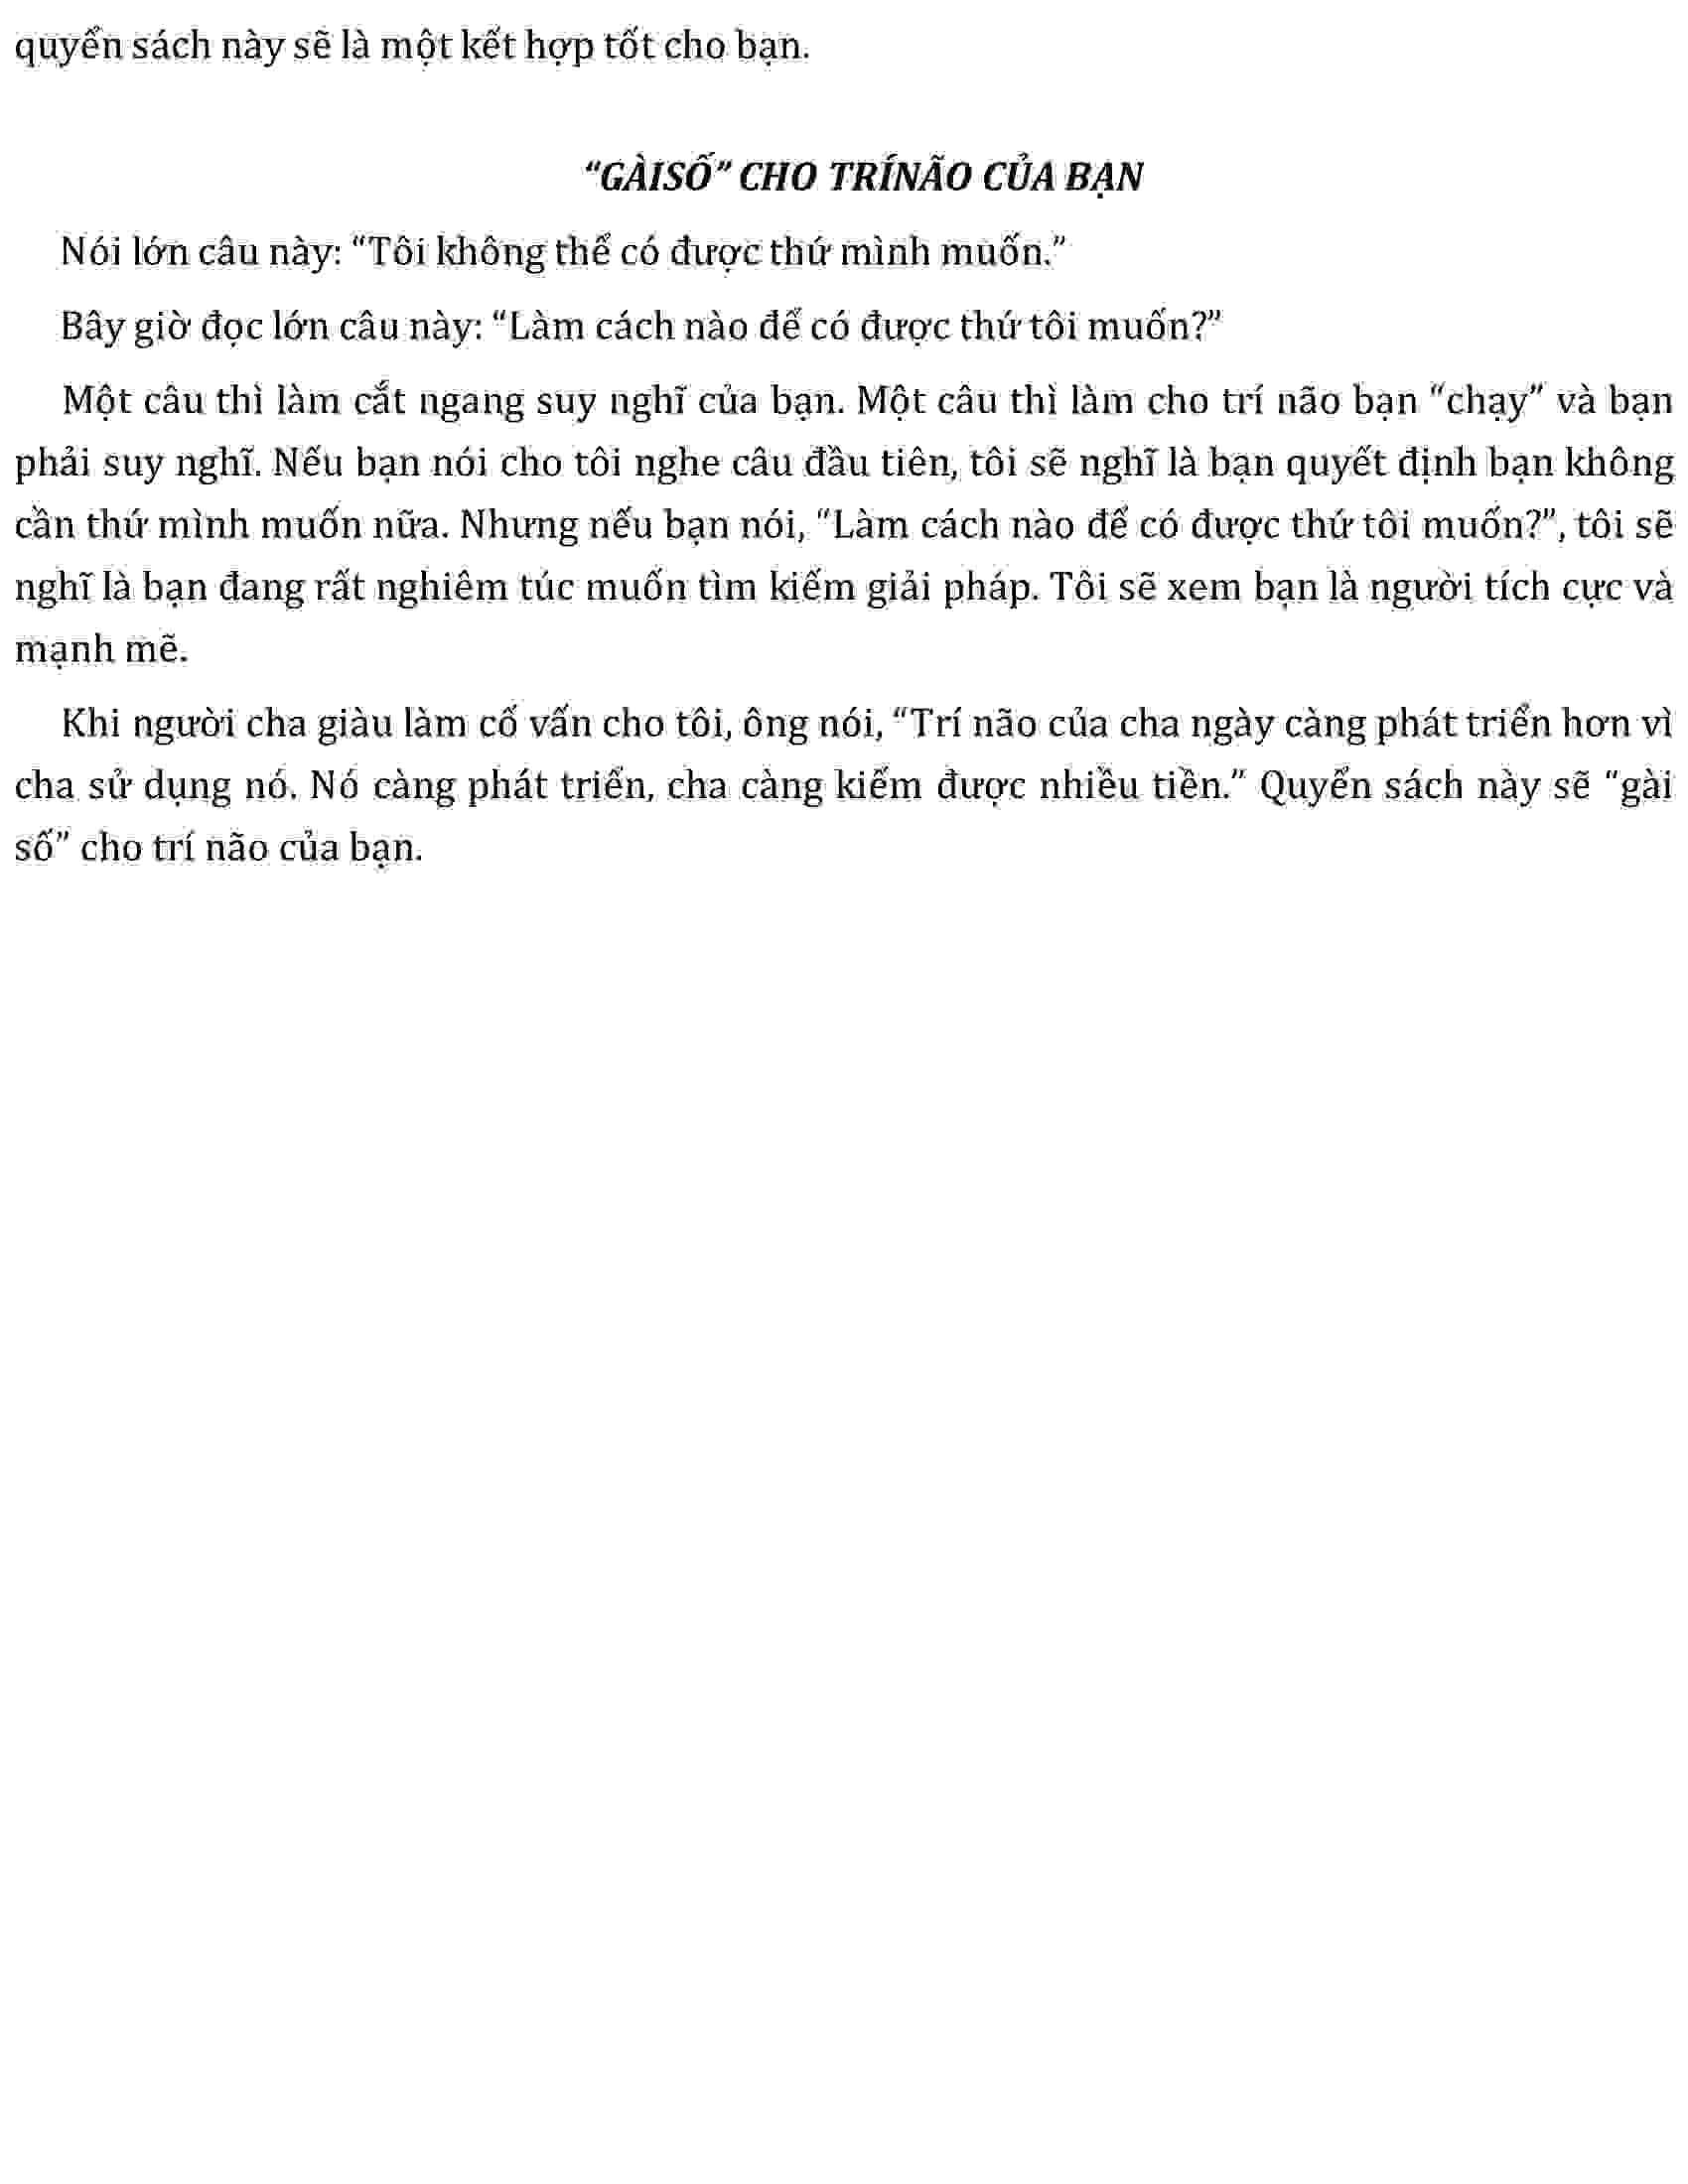 quyển sách này sẽ là một kết hợp tốt cho bạn.
“GÀISỐ” CHO TRÍNÃO CỦA BẠN
Nói lớn câu này: “Tôi không thể có được thứ mình muốn.”
Bây giờ đọc lớn câu này: “Làm cách nào để có được thứ tôi muốn?”
Một câu thì làm cắt ngang suy nghĩ của bạn. Một câu thì làm cho trí não bạn “chạy” và bạn
phải suy nghĩ. Nếu bạn nói cho tôi nghe câu đầu tiên, tôi sẽ nghĩ là bạn quyết định bạn không
cần thứ mình muốn nữa. Nhưng nếu bạn nói, “Làm cách nào để có được thứ tôi muốn?”, tôi sẽ
nghĩ là bạn đang rất nghiêm túc muốn tìm kiếm giải pháp. Tôi sẽ xem bạn là người tích cực và
mạnh mẽ.
Khi người cha giàu làm cố vấn cho tôi, ông nói, “Trí não của cha ngày càng phát triển hơn vì
cha sử dụng nó. Nó càng phát triển, cha càng kiếm được nhiều tiền.” Quyển sách này sẽ “gài
số” cho trí não của bạn.